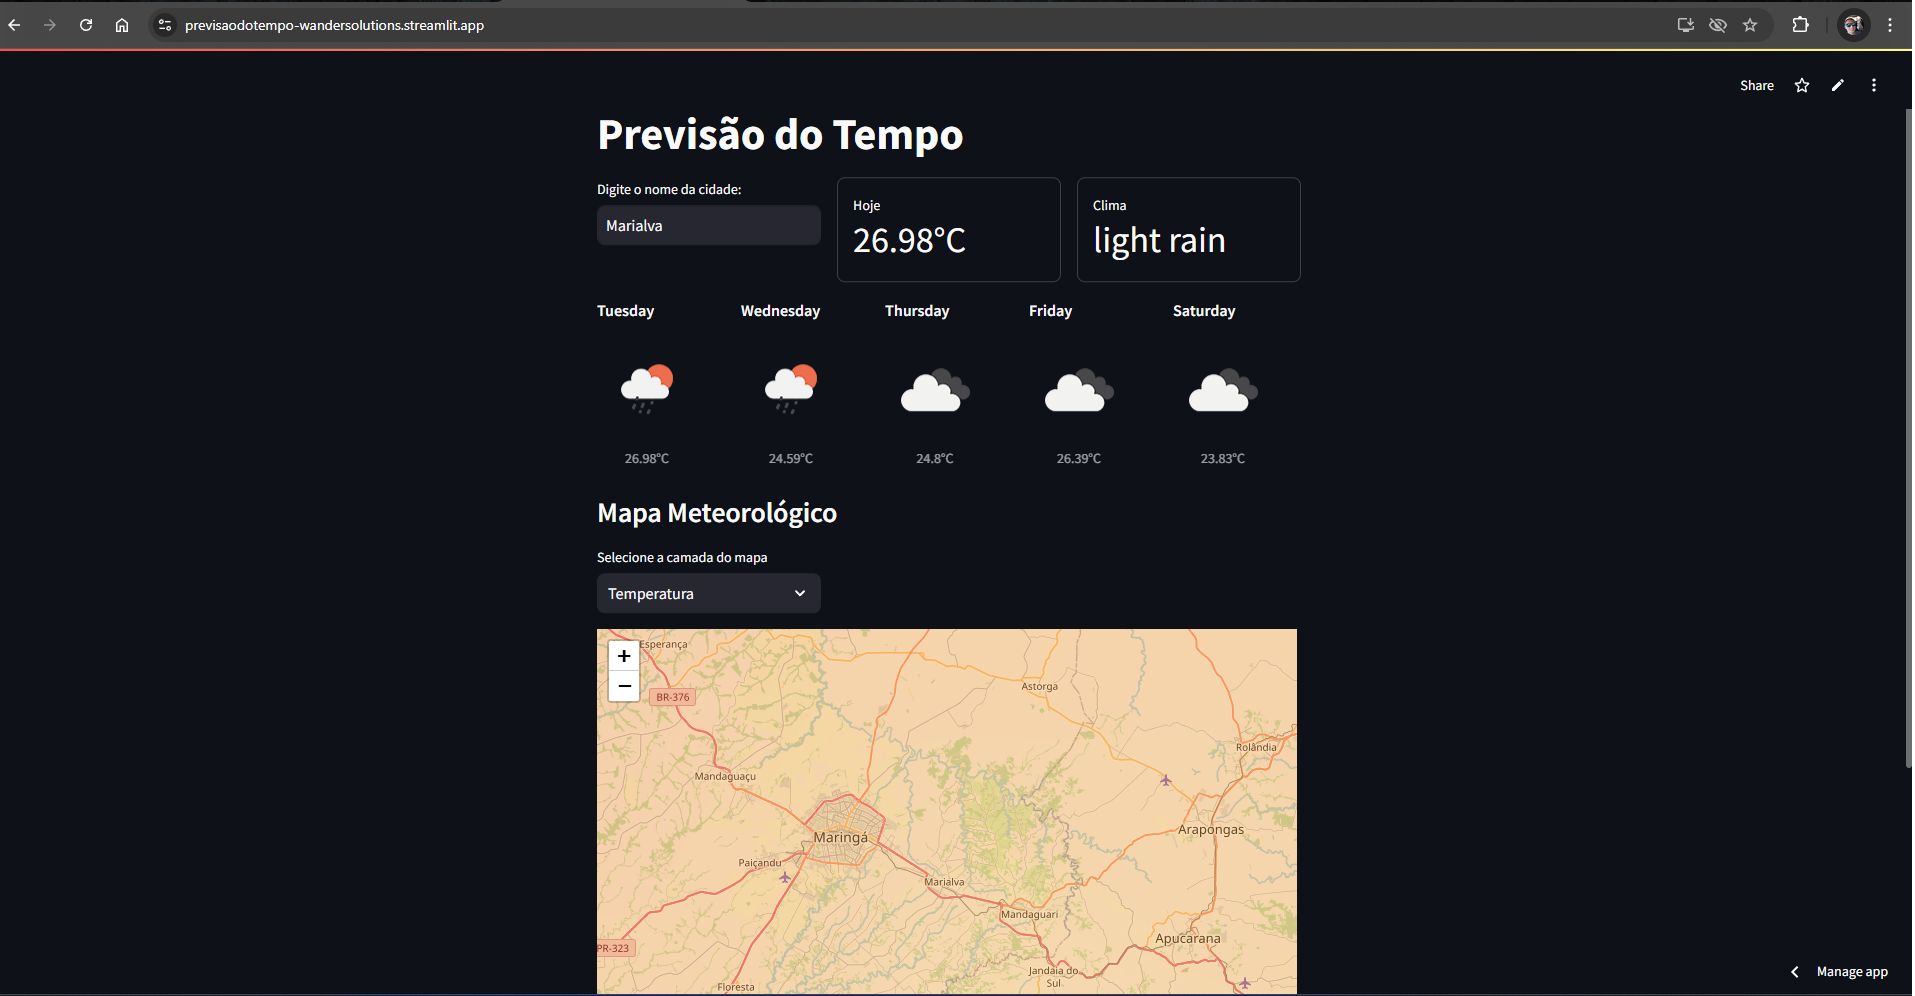 previsaodotempo-wandersolutions.streamlit.app
Share
Previsão do Tempo
Digite o nome da cidade:
Marialva
Hoje
26.98°C
Clima
light rain
Tuesday
Wednesday
Thursday
Friday
Saturday
26.98°C
24.59°C
24.8°C
26.39°C
23.83°C
Mapa Meteorológico
Selecione a camada do mapa
Temperatura
+
−
Esperança
BR-376
Astorga
Rolândia
Mandaguaçu
Maringá
Arapongas
Paiçandu
Marialva
Mandaguari
Apucarana
PR-323
Jandaia do
Sul
Floresta
Manage app